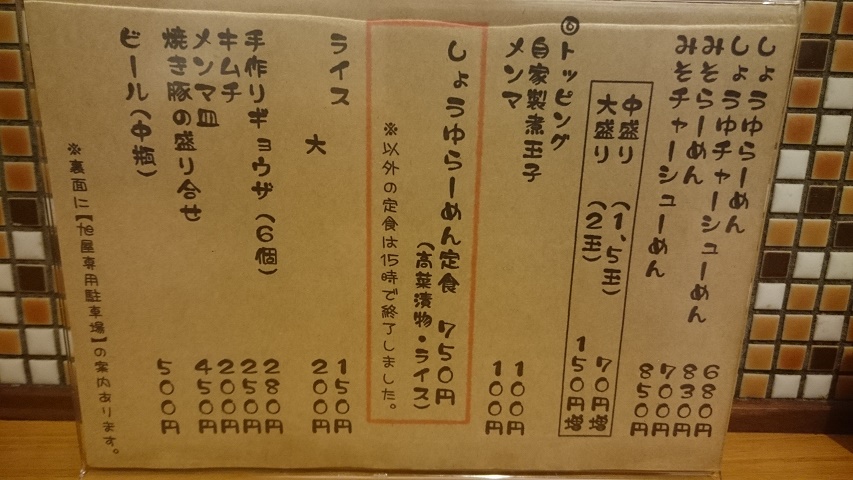 しょうゆらーめん 680円
しょうゆチャーシューめん 830円
みそらーめん 700円
みそチャーシューめん 850円
中盛り (1,5玉) 70円増
大盛り (2玉) 150円増
◎トッピング
自家製煮玉子 100円
メンマ 100円
しょうゆらーめん定食 750円
(高菜漬物・ライス)
※以外の定食は15時で終了しました。
ライス 150円
大 200円
手作りギョウザ(6個) 280円
キムチ 250円
メンマ皿 200円
焼き豚の盛り合せ 450円
ビール(中瓶) 500円
※裏面に【旭屋専用駐車場】の案内あります。